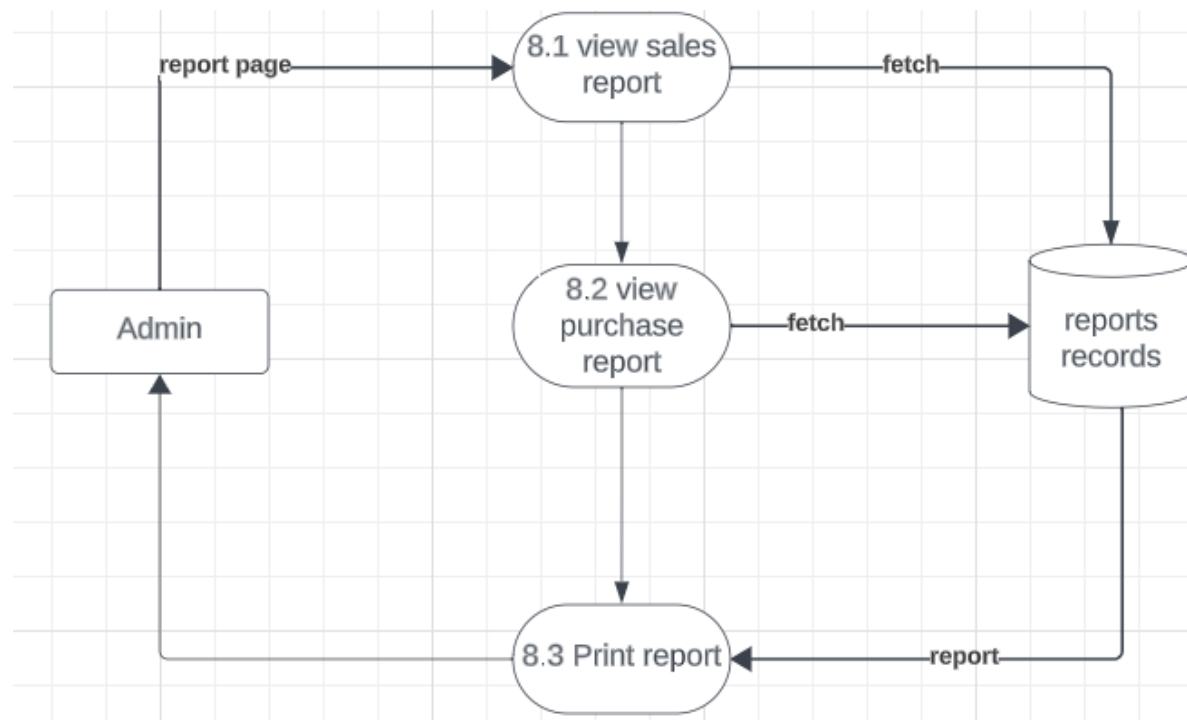 8.1 view sales
report
report page
fetch
8.2 view
purchase
report
Admin
fetch
reports
records
8.3 Print report
report